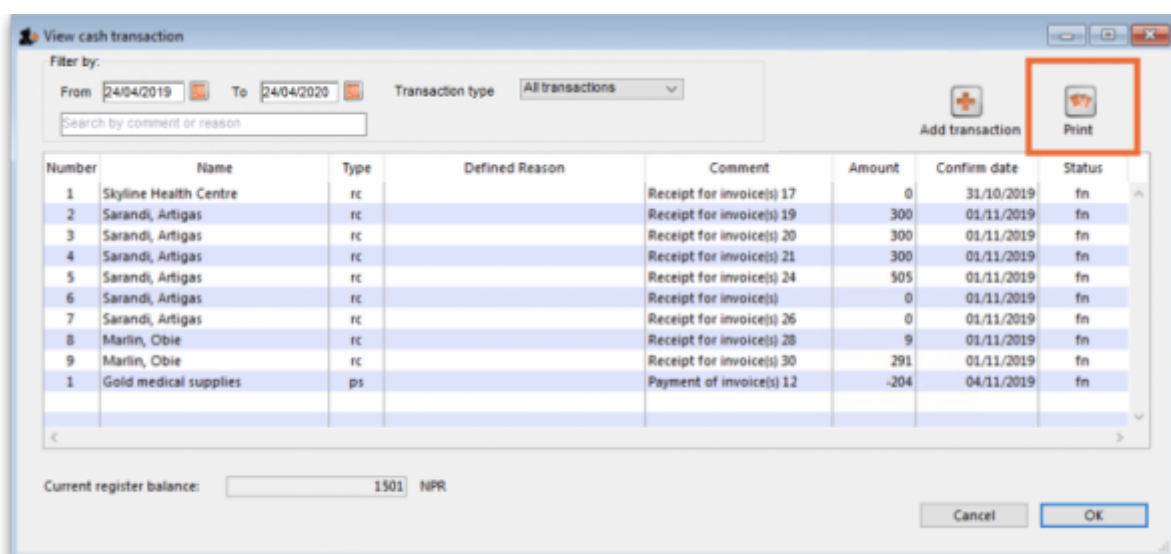 View cash transaction
Filter by:
From 24/04/2019 To 24/04/2020 Transaction type All transactions
Search by comment or reason
Add transaction Print
Number Name Type Defined Reason Comment Amount Confirm date Status
1 Skyline Health Centre rc Receipt for invoice(s) 17 0 31/10/2019 fn
2 Sarandi, Artigas rc Receipt for invoice(s) 19 300 01/11/2019 fn
3 Sarandi, Artigas rc Receipt for invoice(s) 20 300 01/11/2019 fn
4 Sarandi, Artigas rc Receipt for invoice(s) 21 300 01/11/2019 fn
5 Sarandi, Artigas rc Receipt for invoice(s) 24 505 01/11/2019 fn
6 Sarandi, Artigas rc Receipt for invoice(s) 0 01/11/2019 fn
7 Sarandi, Artigas rc Receipt for invoice(s) 26 0 01/11/2019 fn
8 Marlin, Obie rc Receipt for invoice(s) 28 9 01/11/2019 fn
9 Marlin, Obie rc Receipt for invoice(s) 30 291 01/11/2019 fn
1 Gold medical supplies ps Payment of invoice(s) 12 -204 04/11/2019 fn
Current register balance: 1501 NPR
Cancel OK